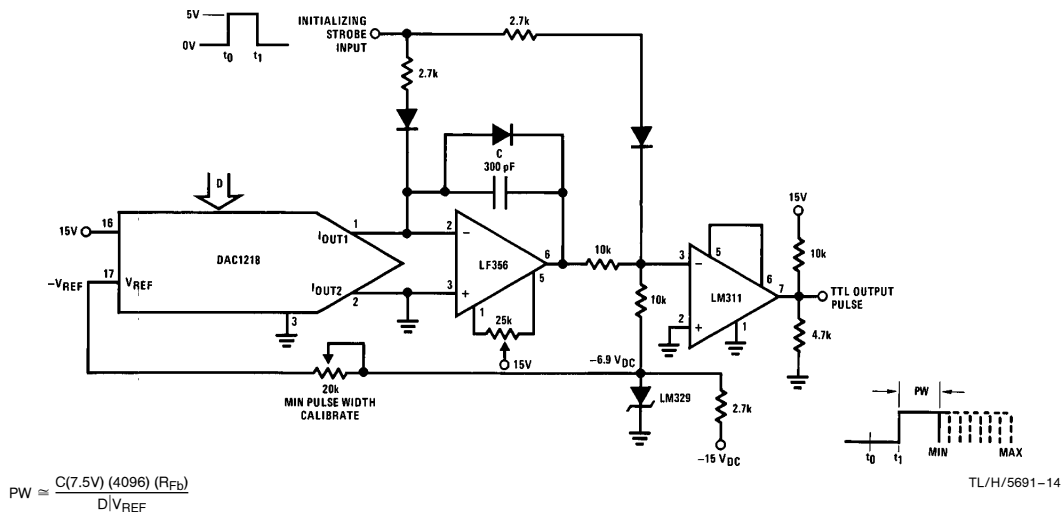 5V
0V
t0 t1
INITIALIZING
STROBE
INPUT
2.7k
2.7k
C
300 pF
D
15V
16
DAC1218
IOUT1
1
-VREF
17
VREF
IOUT2
2
3
2
-
LF356
3
+
6
5
1
25k
15V
10k
10k
3
-
5
6
LM311
7
2
+
1
15V
10k
TTL OUTPUT
PULSE
4.7k
20k
MIN PULSE WIDTH
CALIBRATE
-6.9 VDC
LM329
2.7k
-15 VDC
PW
t0 t1 MIN MAX
PW ≅ C(7.5V) (4096) (RFb)
D|VREF
TL/H/5691–14